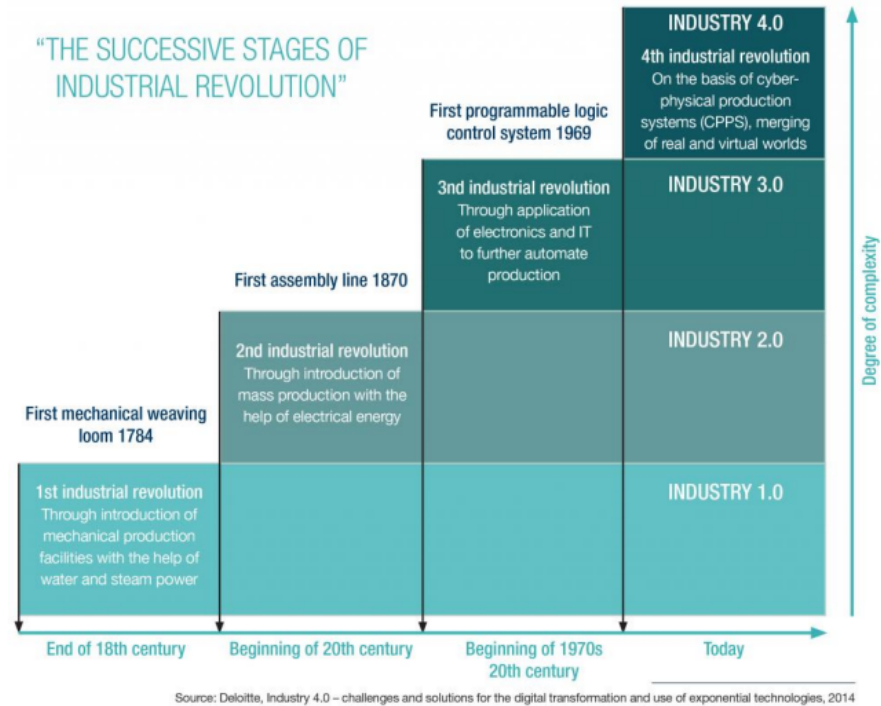 "THE SUCCESSIVE STAGES OF
INDUSTRIAL REVOLUTION"
INDUSTRY 4.0
4th industrial revolution
On the basis of cyber-
physical production
systems (CPPS), merging
of real and virtual worlds
First programmable logic
control system 1969
3nd industrial revolution
Through application
of electronics and IT
to further automate
production
INDUSTRY 3.0
First assembly line 1870
2nd industrial revolution
Through introduction of
mass production with the
help of electrical energy
INDUSTRY 2.0
First mechanical weaving
loom 1784
1st industrial revolution
Through introduction of
mechanical production
facilities with the help of
water and steam power
INDUSTRY 1.0
Degree of complexity
End of 18th century
Beginning of 20th century
Beginning of 1970s
20th century
Today
Source: Deloitte, Industry 4.0 – challenges and solutions for the digital transformation and use of exponential technologies, 2014